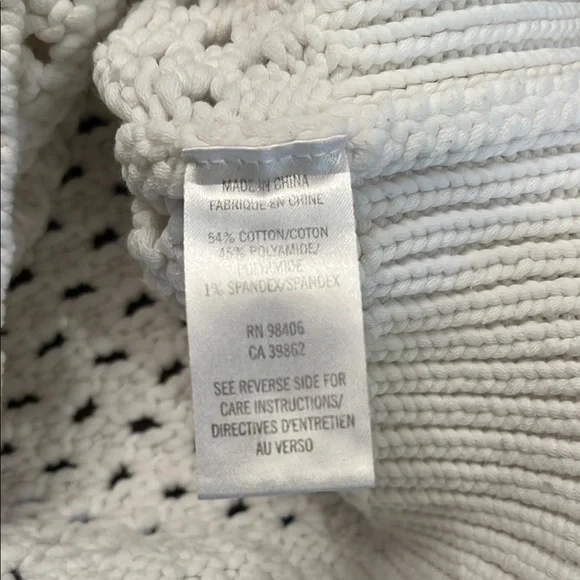 MADE IN CHINA
FABRIQUE EN CHINE
54% COTTON/COTON
45% POLYAMIDE/
POLYAMIDE
1% SPANDEX/SPANDEX
RN 98406
CA 39862
SEE REVERSE SIDE FOR
CARE INSTRUCTIONS/
DIRECTIVES D'ENTRETIEN
AU VERSO